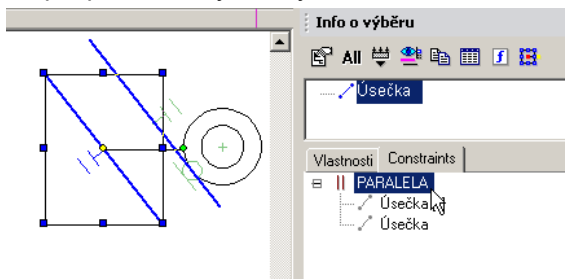 Info o výběru
All
f
Úsečka
Vlastnosti
Constraints
PARALELA
Úsečka
Úsečka